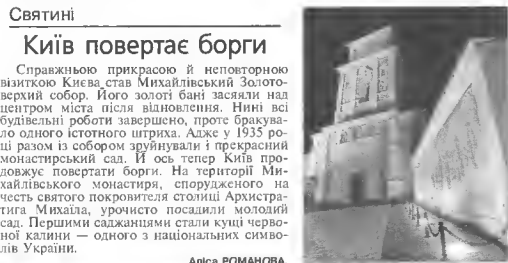 Святині
Київ повертає борги
Справжньою прикрасою й неповторною
візиткою Києва став Михайлівський Золото-
верхий собор. Його золоті бані засяяли над
центром міста після відновлення. Нині всі
будівельні роботи завершено, проте бракува-
ло одного істотного штриха. Адже у 1935 ро-
ці разом із собором зруйнували і прекрасний
монастирський сад. Й ось тепер Київ про-
довжує повертати борги. На території Ми-
хайлівського монастиря, спорудженого на
честь святого покровителя столиці Архистра-
тига Михаїла, урочисто посадили молодий
сад. Першими саджанцями стали кущі черво-
ної калини — одного з національних симво-
лів України.
Аліса РОМАНОВА